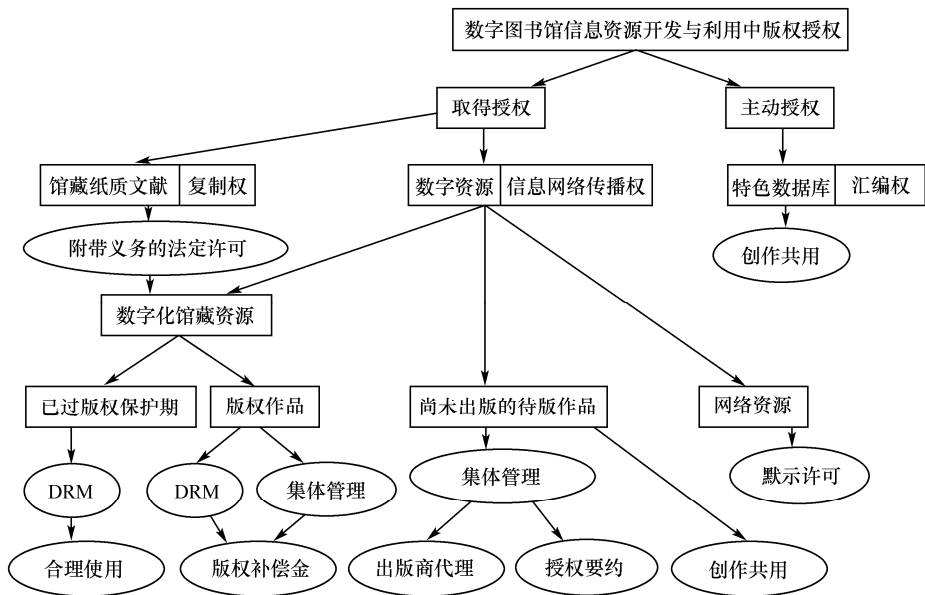 数字图书馆信息资源开发与利用中版权授权
取得授权
主动授权
馆藏纸质文献
复制权
数字资源
信息网络传播权
特色数据库
汇编权
附带义务的法定许可
创作共用
数字化馆藏资源
已过版权保护期
版权作品
尚未出版的待版作品
网络资源
DRM
DRM
集体管理
集体管理
默示许可
合理使用
版权补偿金
出版商代理
授权要约
创作共用